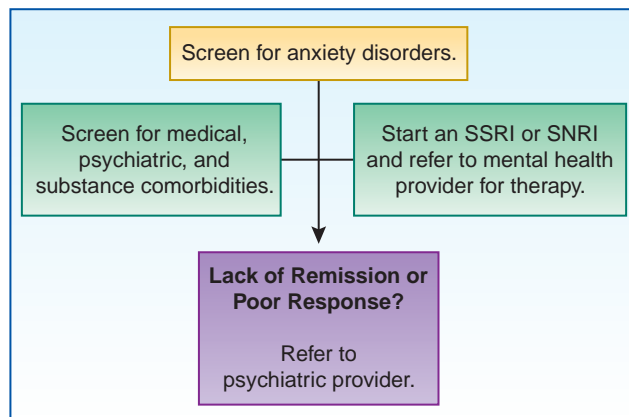 Screen for anxiety disorders.
Screen for medical,
psychiatric, and
substance comorbidities.
Start an SSRI or SNRI
and refer to mental health
provider for therapy.
Lack of Remission or
Poor Response?
Refer to
psychiatric provider.